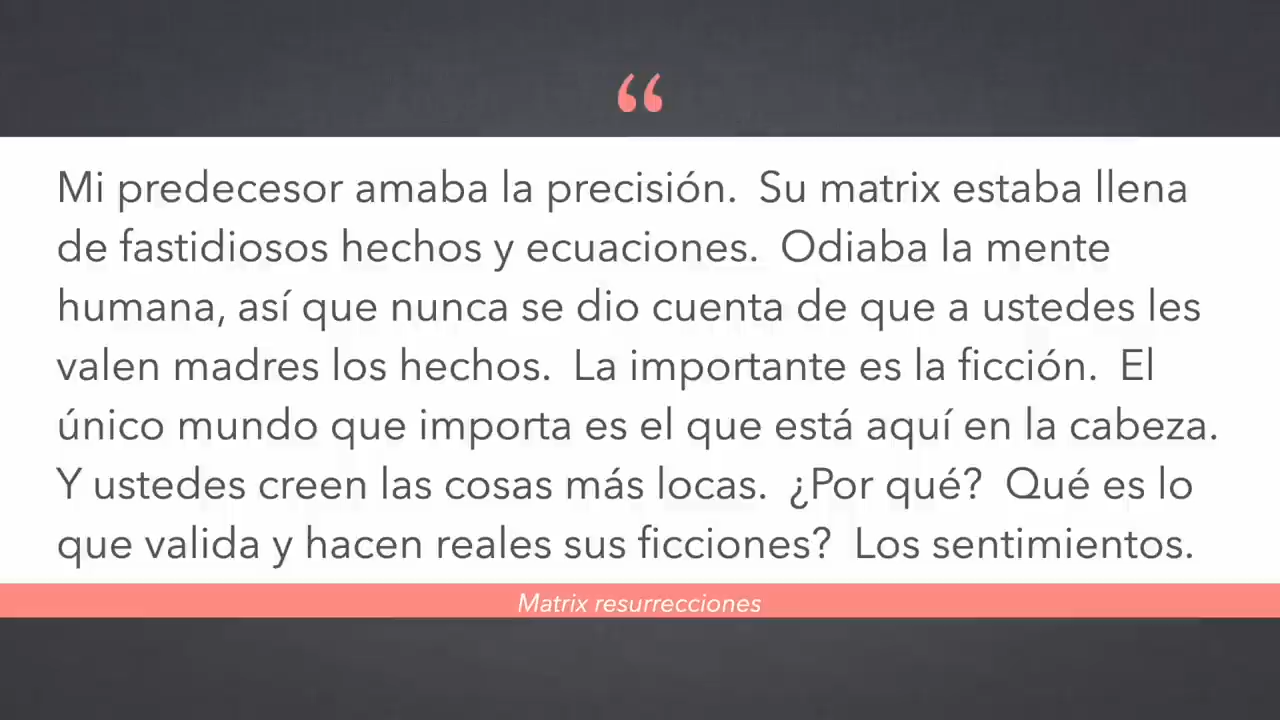 “
Mi predecesor amaba la precisión. Su matrix estaba llena
de fastidiosos hechos y ecuaciones. Odiaba la mente
humana, así que nunca se dio cuenta de que a ustedes les
valen madres los hechos. La importante es la ficción. El
único mundo que importa es el que está aquí en la cabeza.
Y ustedes creen las cosas más locas. ¿Por qué? Qué es lo
que valida y hacen reales sus ficciones? Los sentimientos.
Matrix resurrecciones